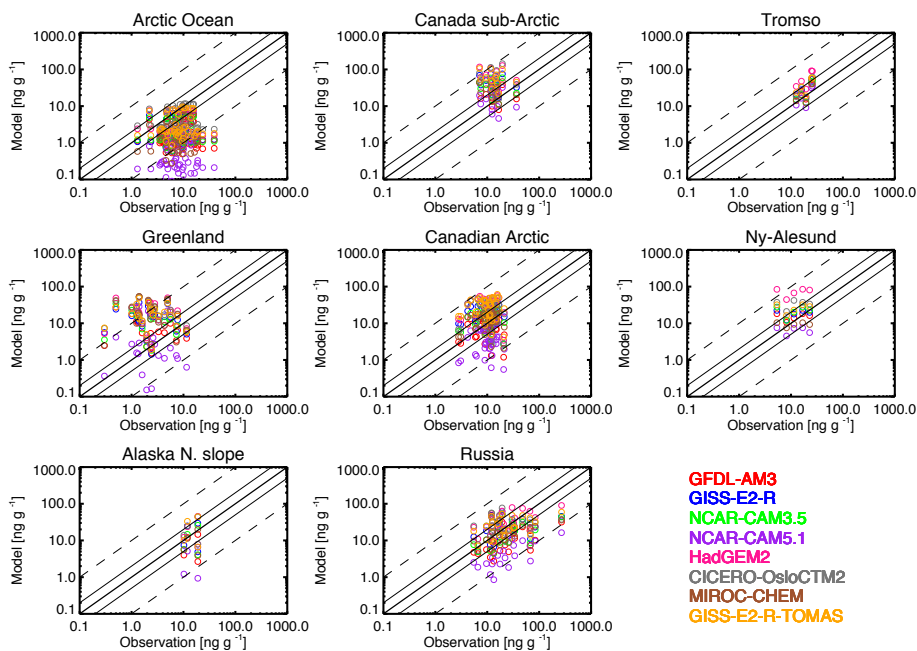 Arctic Ocean
1000.0
100.0
10.0
1.0
0.1
Model [ng g⁻¹]
0.1 1.0 10.0 100.0 1000.0
Observation [ng g⁻¹]
Canada sub-Arctic
1000.0
100.0
10.0
1.0
0.1
Model [ng g⁻¹]
0.1 1.0 10.0 100.0 1000.0
Observation [ng g⁻¹]
Tromso
1000.0
100.0
10.0
1.0
0.1
Model [ng g⁻¹]
0.1 1.0 10.0 100.0 1000.0
Observation [ng g⁻¹]
Greenland
1000.0
100.0
10.0
1.0
0.1
Model [ng g⁻¹]
0.1 1.0 10.0 100.0 1000.0
Observation [ng g⁻¹]
Canadian Arctic
1000.0
100.0
10.0
1.0
0.1
Model [ng g⁻¹]
0.1 1.0 10.0 100.0 1000.0
Observation [ng g⁻¹]
Ny-Alesund
1000.0
100.0
10.0
1.0
0.1
Model [ng g⁻¹]
0.1 1.0 10.0 100.0 1000.0
Observation [ng g⁻¹]
Alaska N. slope
1000.0
100.0
10.0
1.0
0.1
Model [ng g⁻¹]
0.1 1.0 10.0 100.0 1000.0
Observation [ng g⁻¹]
Russia
1000.0
100.0
10.0
1.0
0.1
Model [ng g⁻¹]
0.1 1.0 10.0 100.0 1000.0
Observation [ng g⁻¹]
GFDL-AM3
GISS-E2-R
NCAR-CAM3.5
NCAR-CAM5.1
HadGEM2
CICERO-OsloCTM2
MIROC-CHEM
GISS-E2-R-TOMAS